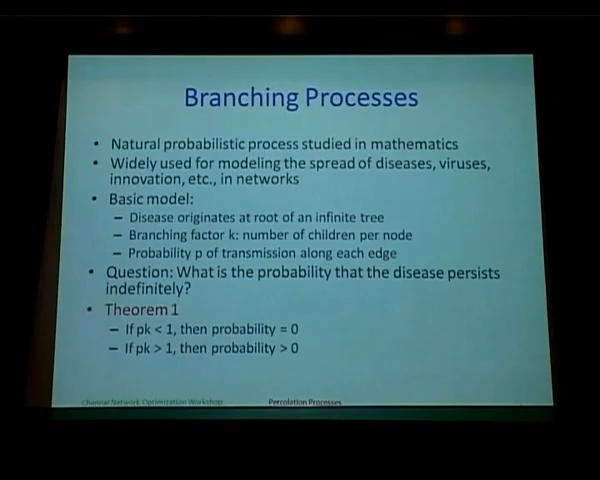 Branching Processes
• Natural probabilistic process studied in mathematics
• Widely used for modeling the spread of diseases, viruses,
innovation, etc., in networks
• Basic model:
– Disease originates at root of an infinite tree
– Branching factor k: number of children per node
– Probability p of transmission along each edge
• Question: What is the probability that the disease persists
indefinitely?
• Theorem 1
– If pk < 1, then probability = 0
– If pk > 1, then probability > 0
Chennai Network Optimization Workshop
Percolation Processes